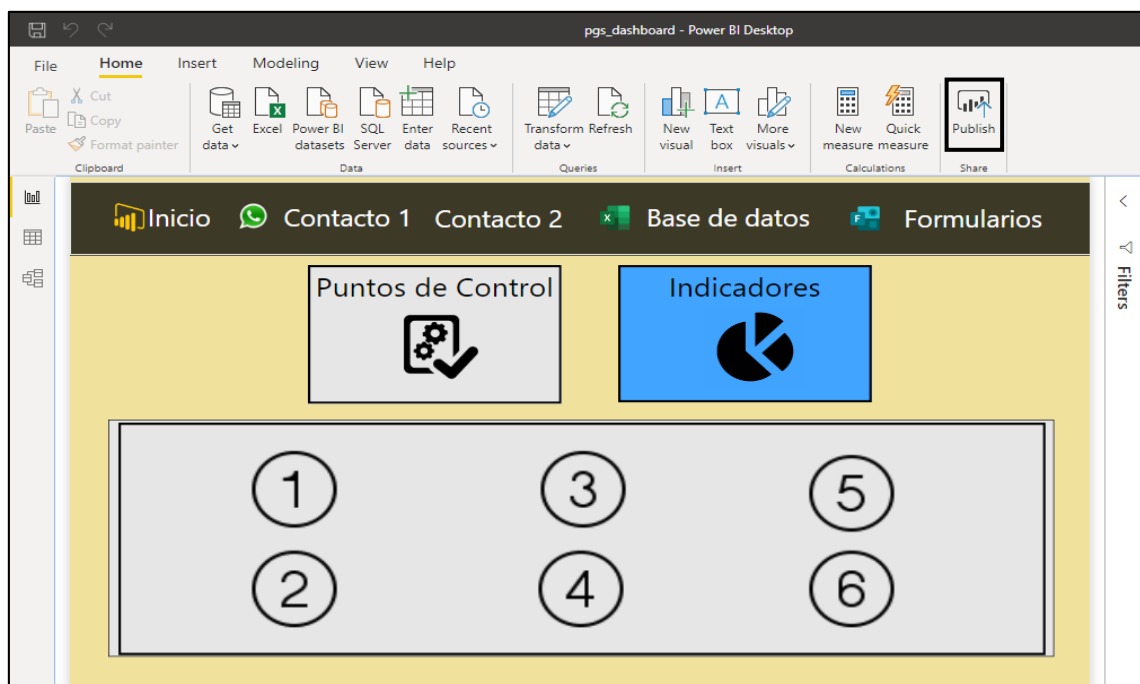 pgs_dashboard - Power BI Desktop
File Home Insert Modeling View Help
Paste
Cut
Copy
Format painter
Clipboard
Get data
Excel
Power BI datasets
SQL Server
Enter data
Recent sources
Data
Transform data
Refresh
Queries
New visual
Text box
More visuals
Insert
New measure
Quick measure
Calculations
Publish
Share
Inicio Contacto 1 Contacto 2 Base de datos Formularios
Filters
Puntos de Control
Indicadores
1 3 5
2 4 6